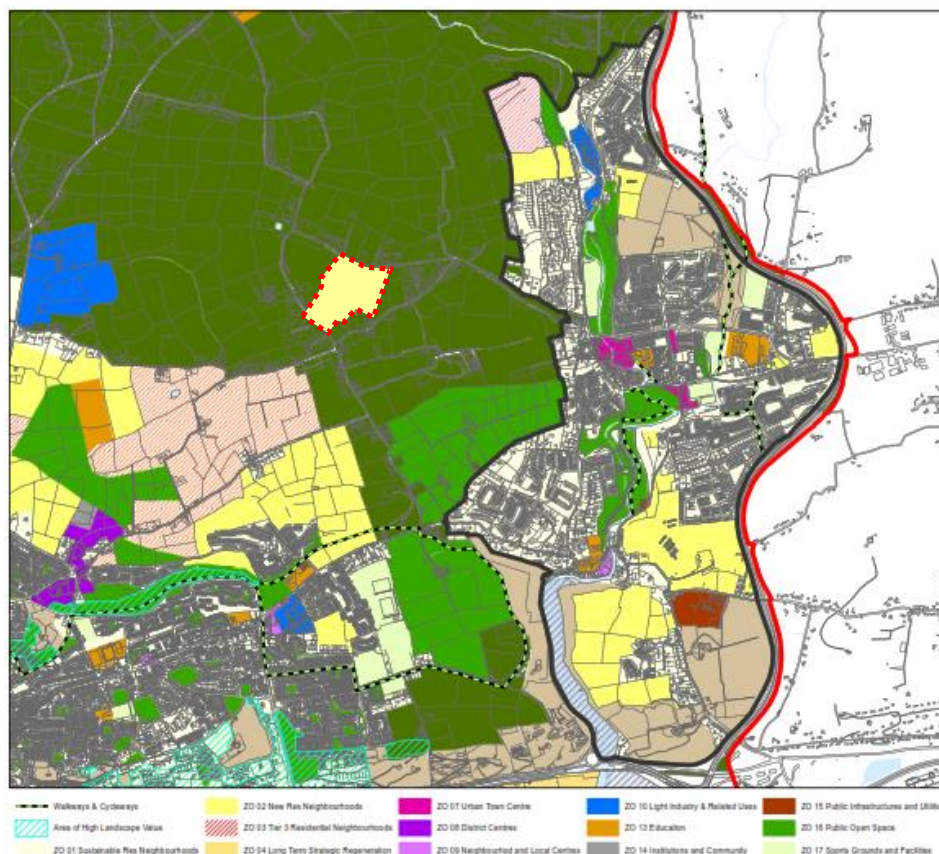 Walkways & Cycleways
ZO 02 New Res Neighbourhoods
ZO 07 Urban Town Centre
ZO 10 Light Industry & Related Uses
ZO 15 Public Infrastructures and Utilitie
Area of High Landscape Value
ZO 03 Tier 3 Residential Neighbourhoods
ZO 08 District Centres
ZO 13 Education
ZO 16 Public Open Space
ZO 01 Sustainable Res Neighbourhoods
ZO 04 Long Term Strategic Regeneration
ZO 09 Neighbourhod and Local Centres
ZO 14 Institutions and Community
ZO 17 Sports Grounds and Facilities